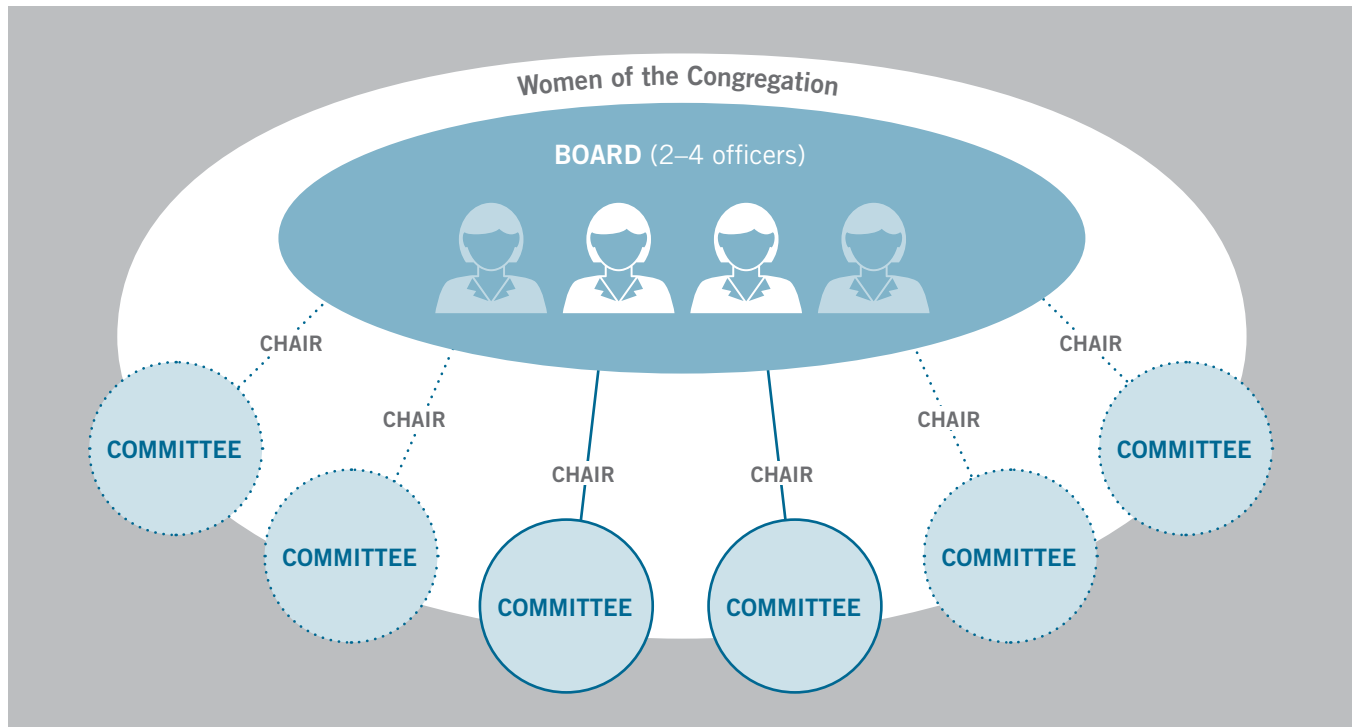 Women of the Congregation
BOARD (2–4 officers)
CHAIR
CHAIR
CHAIR
CHAIR
CHAIR
CHAIR
COMMITTEE
COMMITTEE
COMMITTEE
COMMITTEE
COMMITTEE
COMMITTEE